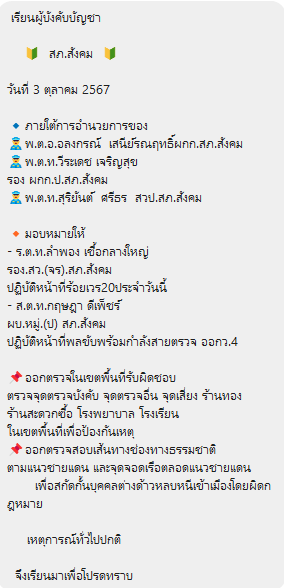 เรียนผู้บังคับบัญชา
🔰 สภ.สังคม 🔰
วันที่ 3 ตุลาคม 2567
🔹ภายใต้การอำนวยการของ
👮พ.ต.อ.อลงกรณ์ เสนีย์รณฤทธิ์ผกก.สภ.สังคม
👮พ.ต.ท.วีระเดช เจริญสุข
รอง ผกก.ป.สภ.สังคม
👮พ.ต.ท.สุริยันต์ ศรีธร สวป.สภ.สังคม
🔸มอบหมายให้
- ร.ต.ท.ลำพอง เชื้อกลางใหญ่
รอง.สว.(จร).สภ.สังคม
ปฏิบัติหน้าที่ร้อยเวร20ประจำวันนี้
- ส.ต.ท.กฤษฎา ดีเพ็ชร์
ผบ.หมู่.(ป) สภ.สังคม
ปฏิบัติหน้าที่พลขับพร้อมกำลังสายตรวจ ออกว.4
📌ออกตรวจในเขตพื้นที่รับผิดชอบ
ตรวจจุดตรวจบังคับ จุดตรวจอื่น จุดเสี่ยง ร้านทอง
ร้านสะดวกซื้อ โรงพยาบาล โรงเรียน
ในเขตพื้นที่เพื่อป้องกันเหตุ
📌ออกตรวจสอบเส้นทางช่องทางธรรมชาติ
ตามแนวชายแดน และจุดจอดเรือตลอดแนวชายแดน
เพื่อสกัดกั้นบุคคลต่างด้าวหลบหนีเข้าเมืองโดยผิดก
ฎหมาย
เหตุการณ์ทั่วไปปกติ
จึงเรียนมาเพื่อโปรดทราบ